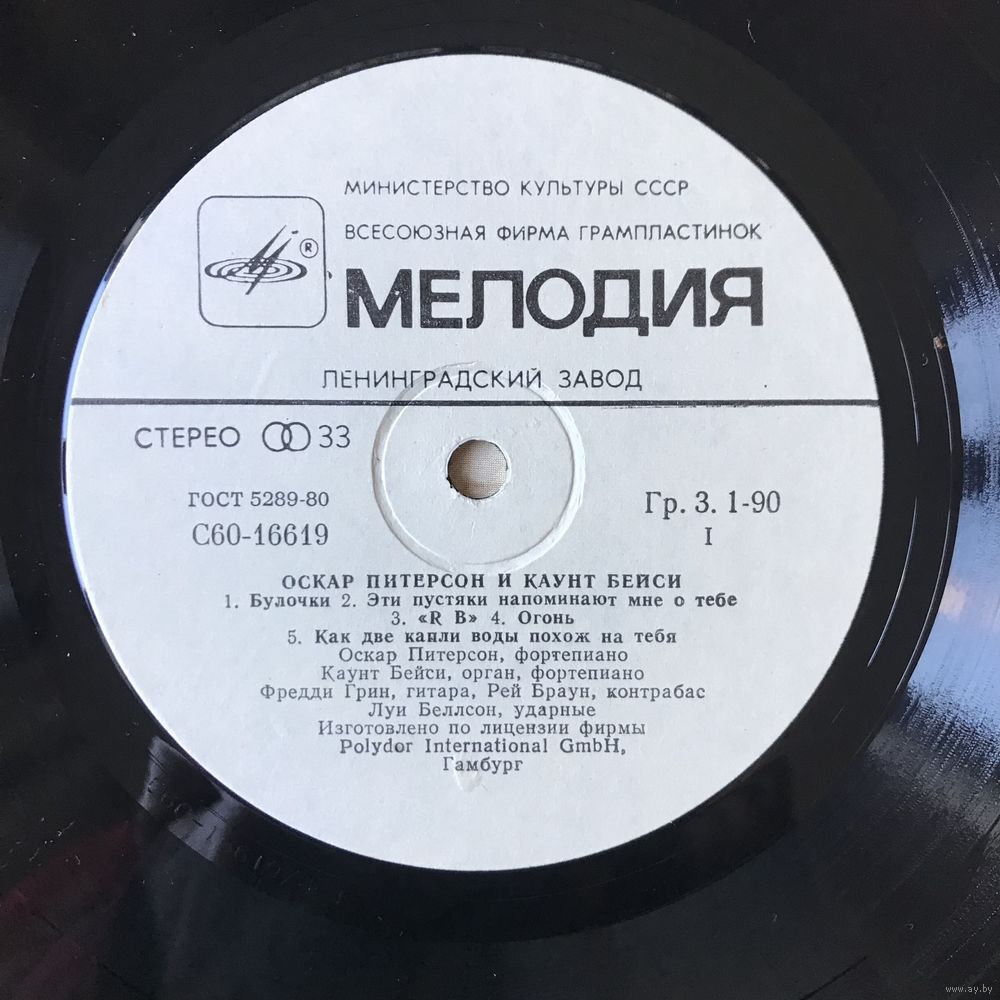 МИНИСТЕРСТВО КУЛЬТУРЫ СССР
ВСЕСОЮЗНАЯ ФИРМА ГРАМПЛАСТИНОК
®
МЕЛОДИЯ
ЛЕНИНГРАДСКИЙ ЗАВОД
СТЕРЕО 33
ГОСТ 5289-80
С60-16619
Гр. 3. 1-90
I
ОСКАР ПИТЕРСОН И КАУНТ БЕЙСИ
1. Булочки 2. Эти пустяки напоминают мне о тебе
3. «R B» 4. Огонь
5. Как две капли воды похож на тебя
Оскар Питерсон, фортепиано
Каунт Бейси, орган, фортепиано
Фредди Грин, гитара, Рей Браун, контрабас
Луи Беллсон, ударные
Изготовлено по лицензии фирмы
Polydor International GmbH,
Гамбург
www.ay.by